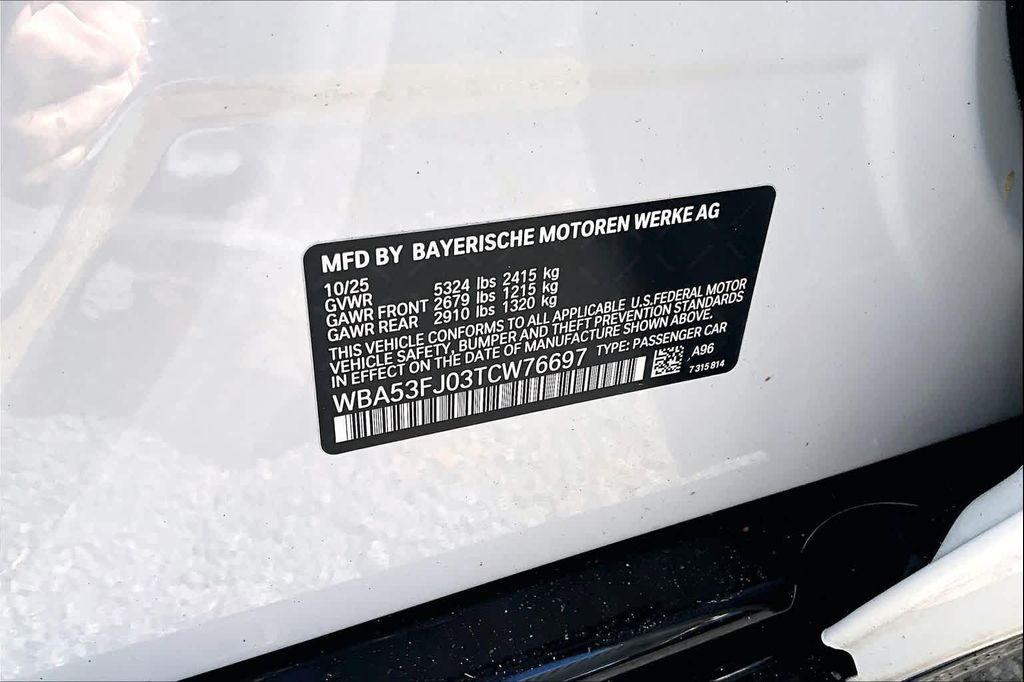 MFD BY BAYERISCHE MOTOREN WERKE AG
10/25
GVWR 5324 lbs 2415 kg
GAWR FRONT 2679 lbs 1215 kg
GAWR REAR 2910 lbs 1320 kg
THIS VEHICLE CONFORMS TO ALL APPLICABLE U.S.FEDERAL MOTOR
VEHICLE SAFETY, BUMPER AND THEFT PREVENTION STANDARDS
IN EFFECT ON THE DATE OF MANUFACTURE SHOWN ABOVE.
WBA53FJ03TCW76697 TYPE: PASSENGER CAR
A96
7 315 814